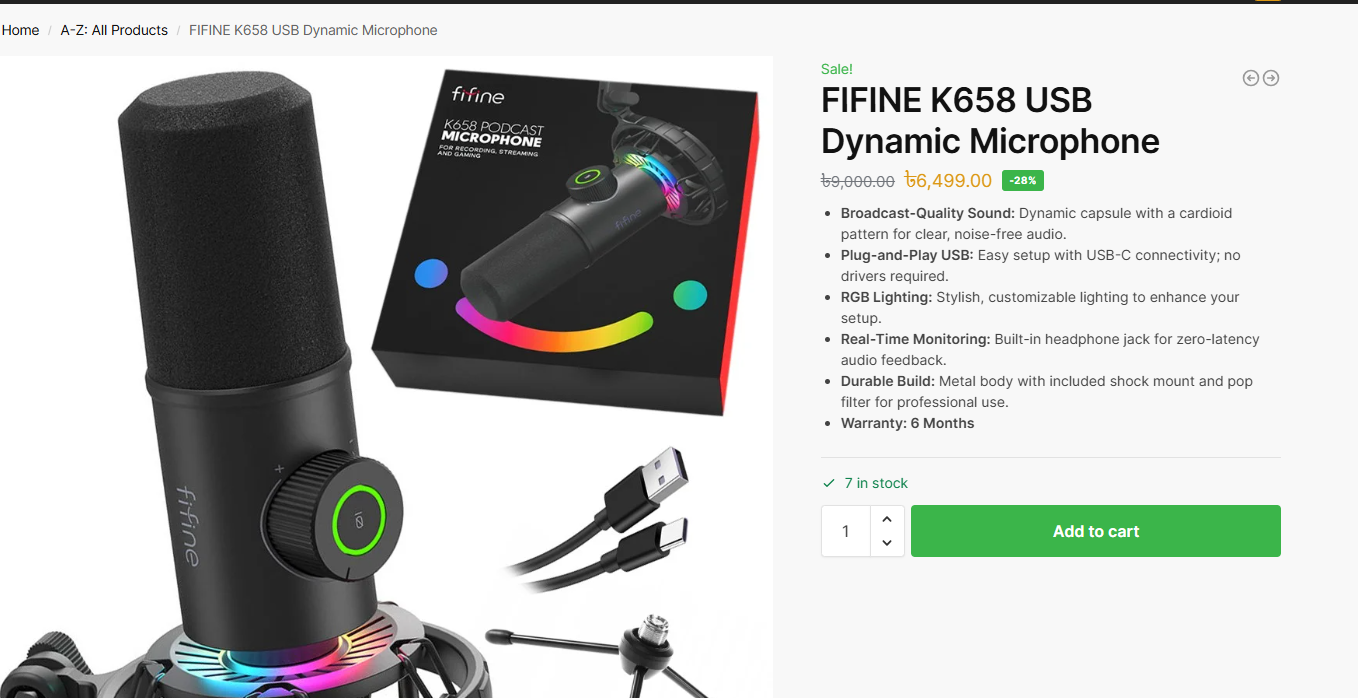 Home / A-Z: All Products / FIFINE K658 USB Dynamic Microphone
fifine
K658 PODCAST
MICROPHONE
FOR RECORDING, STREAMING
AND GAMING
fifine
fifine
Sale!
FIFINE K658 USB
Dynamic Microphone
৳9,000.00 ৳6,499.00 -28%
• Broadcast-Quality Sound: Dynamic capsule with a cardioid
pattern for clear, noise-free audio.
• Plug-and-Play USB: Easy setup with USB-C connectivity; no
drivers required.
• RGB Lighting: Stylish, customizable lighting to enhance your
setup.
• Real-Time Monitoring: Built-in headphone jack for zero-latency
audio feedback.
• Durable Build: Metal body with included shock mount and pop
filter for professional use.
• Warranty: 6 Months
7 in stock
1
Add to cart